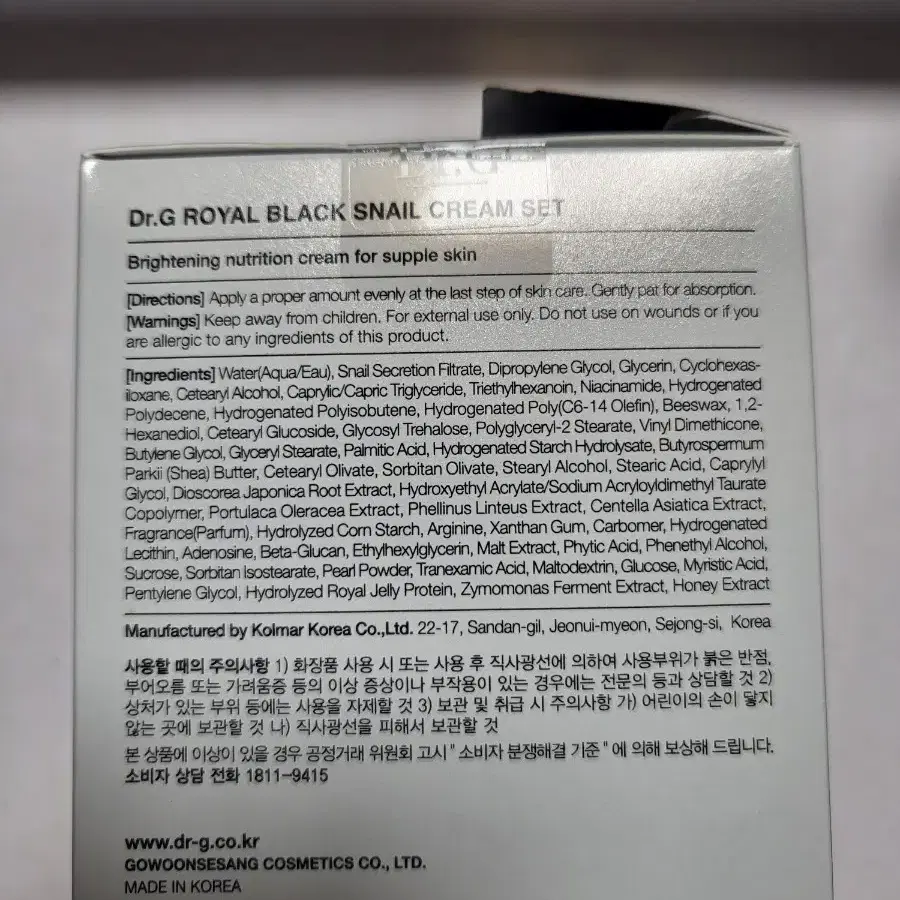 Dr.G
Dr.G ROYAL BLACK SNAIL CREAM SET
Brightening nutrition cream for supple skin
[Directions] Apply a proper amount evenly at the last step of skin care. Gently pat for absorption.
[Warnings] Keep away from children. For external use only. Do not use on wounds or if you
are allergic to any ingredients of this product.
[Ingredients] Water(Aqua/Eau), Snail Secretion Filtrate, Dipropylene Glycol, Glycerin, Cyclohexas-
iloxane, Cetearyl Alcohol, Caprylic/Capric Triglyceride, Triethylhexanoin, Niacinamide, Hydrogenated
Polydecene, Hydrogenated Polyisobutene, Hydrogenated Poly(C6-14 Olefin), Beeswax, 1,2-
Hexanediol, Cetearyl Glucoside, Glycosyl Trehalose, Polyglyceryl-2 Stearate, Vinyl Dimethicone,
Butylene Glycol, Glyceryl Stearate, Palmitic Acid, Hydrogenated Starch Hydrolysate, Butyrospermum
Parkii (Shea) Butter, Cetearyl Olivate, Sorbitan Olivate, Stearyl Alcohol, Stearic Acid, Caprylyl
Glycol, Dioscorea Japonica Root Extract, Hydroxyethyl Acrylate/Sodium Acryloyldimethyl Taurate
Copolymer, Portulaca Oleracea Extract, Phellinus Linteus Extract, Centella Asiatica Extract,
Fragrance(Parfum), Hydrolyzed Corn Starch, Arginine, Xanthan Gum, Carbomer, Hydrogenated
Lecithin, Adenosine, Beta-Glucan, Ethylhexylglycerin, Malt Extract, Phytic Acid, Phenethyl Alcohol,
Sucrose, Sorbitan Isostearate, Pearl Powder, Tranexamic Acid, Maltodextrin, Glucose, Myristic Acid,
Pentylene Glycol, Hydrolyzed Royal Jelly Protein, Zymomonas Ferment Extract, Honey Extract
Manufactured by Kolmar Korea Co.,Ltd. 22-17, Sandan-gil, Jeonui-myeon, Sejong-si, Korea
사용할 때의 주의사항 1) 화장품 사용 시 또는 사용 후 직사광선에 의하여 사용부위가 붉은 반점,
부어오름 또는 가려움증 등의 이상 증상이나 부작용이 있는 경우에는 전문의 등과 상담할 것 2)
상처가 있는 부위 등에는 사용을 자제할 것 3) 보관 및 취급 시 주의사항 가) 어린이의 손이 닿지
않는 곳에 보관할 것 나) 직사광선을 피해서 보관할 것
본 상품에 이상이 있을 경우 공정거래 위원회 고시 " 소비자 분쟁해결 기준 " 에 의해 보상해 드립니다.
소비자 상담 전화 1811-9415
www.dr-g.co.kr
GOWOONSESANG COSMETICS CO., LTD.
MADE IN KOREA